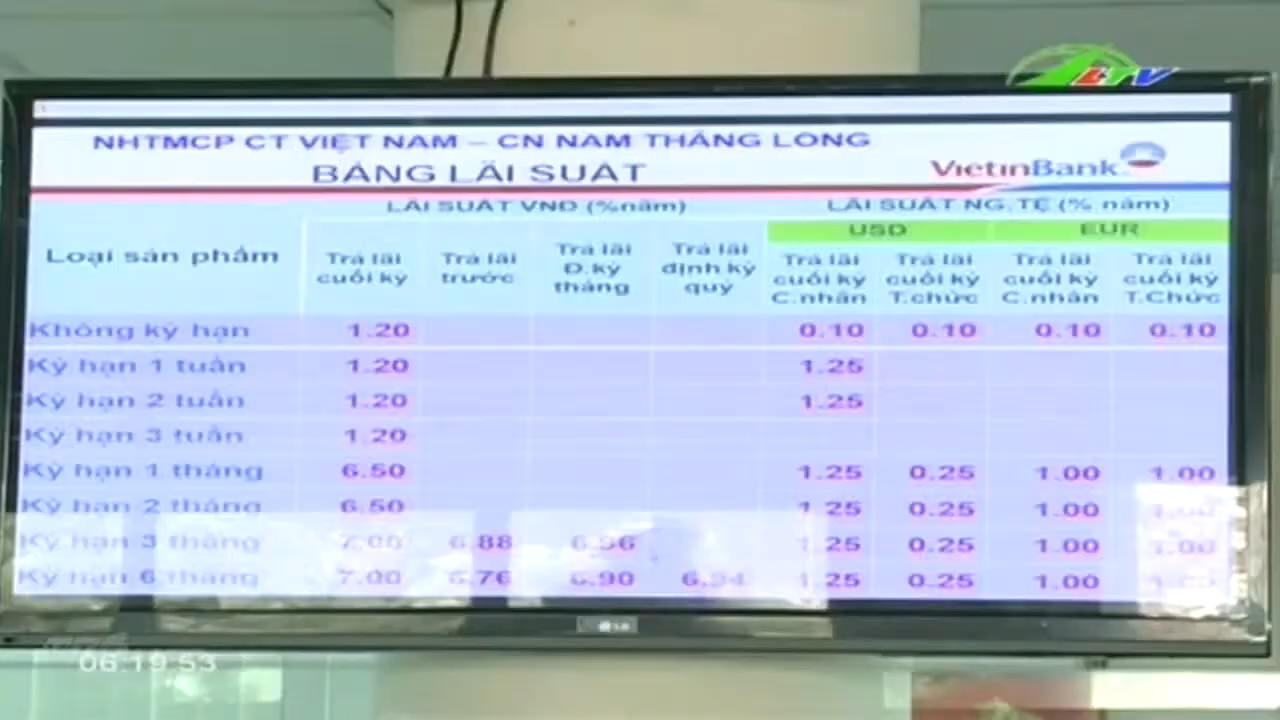 LTV
NHTMCP CT VIỆT NAM – CN NAM THĂNG LONG
BẢNG LÃI SUẤT
VietinBank
LÃI SUẤT VNĐ (%năm) LÃI SUẤT NG.TỆ (% năm)
USD EUR
Loại sản phẩm Trả lãi cuối kỳ Trả lãi trước Trả lãi Đ.kỳ tháng Trả lãi định kỳ quý Trả lãi cuối kỳ C.nhân Trả lãi cuối kỳ T.chức Trả lãi cuối kỳ C.nhân Trả lãi cuối kỳ T.Chức
Không kỳ hạn 1.20 0.10 0.10 0.10 0.10
Kỳ hạn 1 tuần 1.20 1.25
Kỳ hạn 2 tuần 1.20 1.25
Kỳ hạn 3 tuần 1.20
Kỳ hạn 1 tháng 6.50 1.25 0.25 1.00 1.00
Kỳ hạn 2 tháng 6.50 1.25 0.25 1.00 1.00
Kỳ hạn 3 tháng 7.00 6.88 6.96 1.25 0.25 1.00 1.00
Kỳ hạn 6 tháng 7.00 6.76 6.90 1.25 0.25 1.00
LG
06:19:53